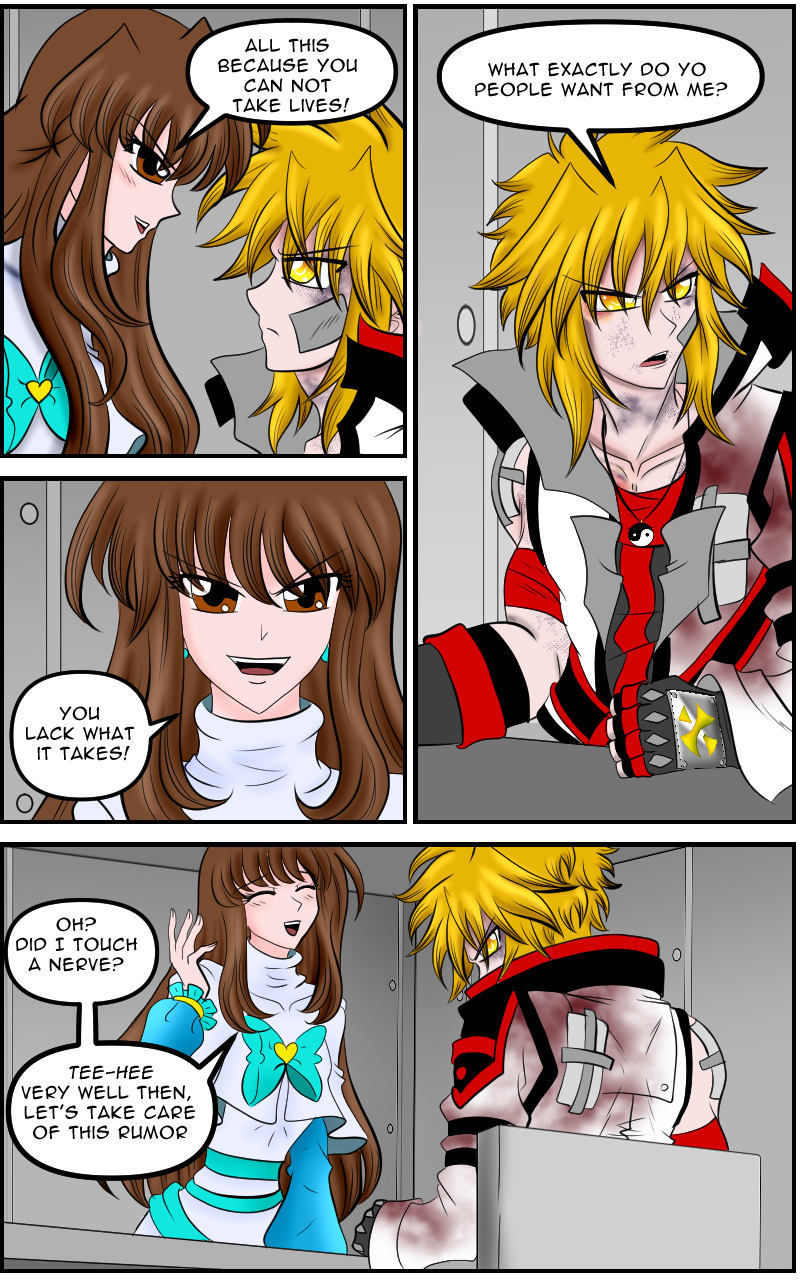 ALL THIS
BECAUSE YOU
CAN NOT
TAKE LIVES!
WHAT EXACTLY DO YO
PEOPLE WANT FROM ME?
YOU
LACK WHAT
IT TAKES!
OH?
DID I TOUCH
A NERVE?
TEE-HEE
VERY WELL THEN,
LET'S TAKE CARE
OF THIS RUMOR